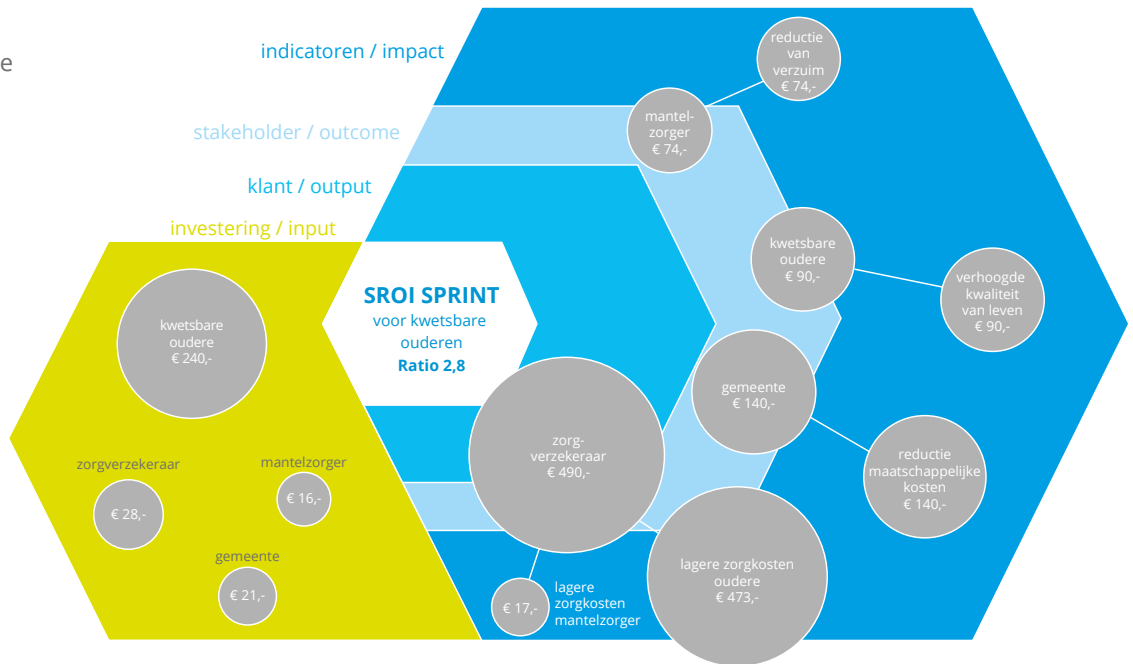 e
indicatoren / impact
stakeholder / outcome
klant / output
investering / input
reductie
van
verzuim
€ 74,-
mantel-
zorger
€ 74,-
kwetsbare
oudere
€ 90,-
verhoogde
kwaliteit
van leven
€ 90,-
SROI SPRINT
voor kwetsbare
ouderen
Ratio 2,8
kwetsbare
oudere
€ 240,-
gemeente
€ 140,-
zorg-
verzekeraar
€ 490,-
reductie
maatschappelijke
kosten
€ 140,-
zorgverzekeraar
€ 28,-
mantelzorger
€ 16,-
gemeente
€ 21,-
lagere zorgkosten
oudere
€ 473,-
€ 17,-
lagere
zorgkosten
mantelzorger